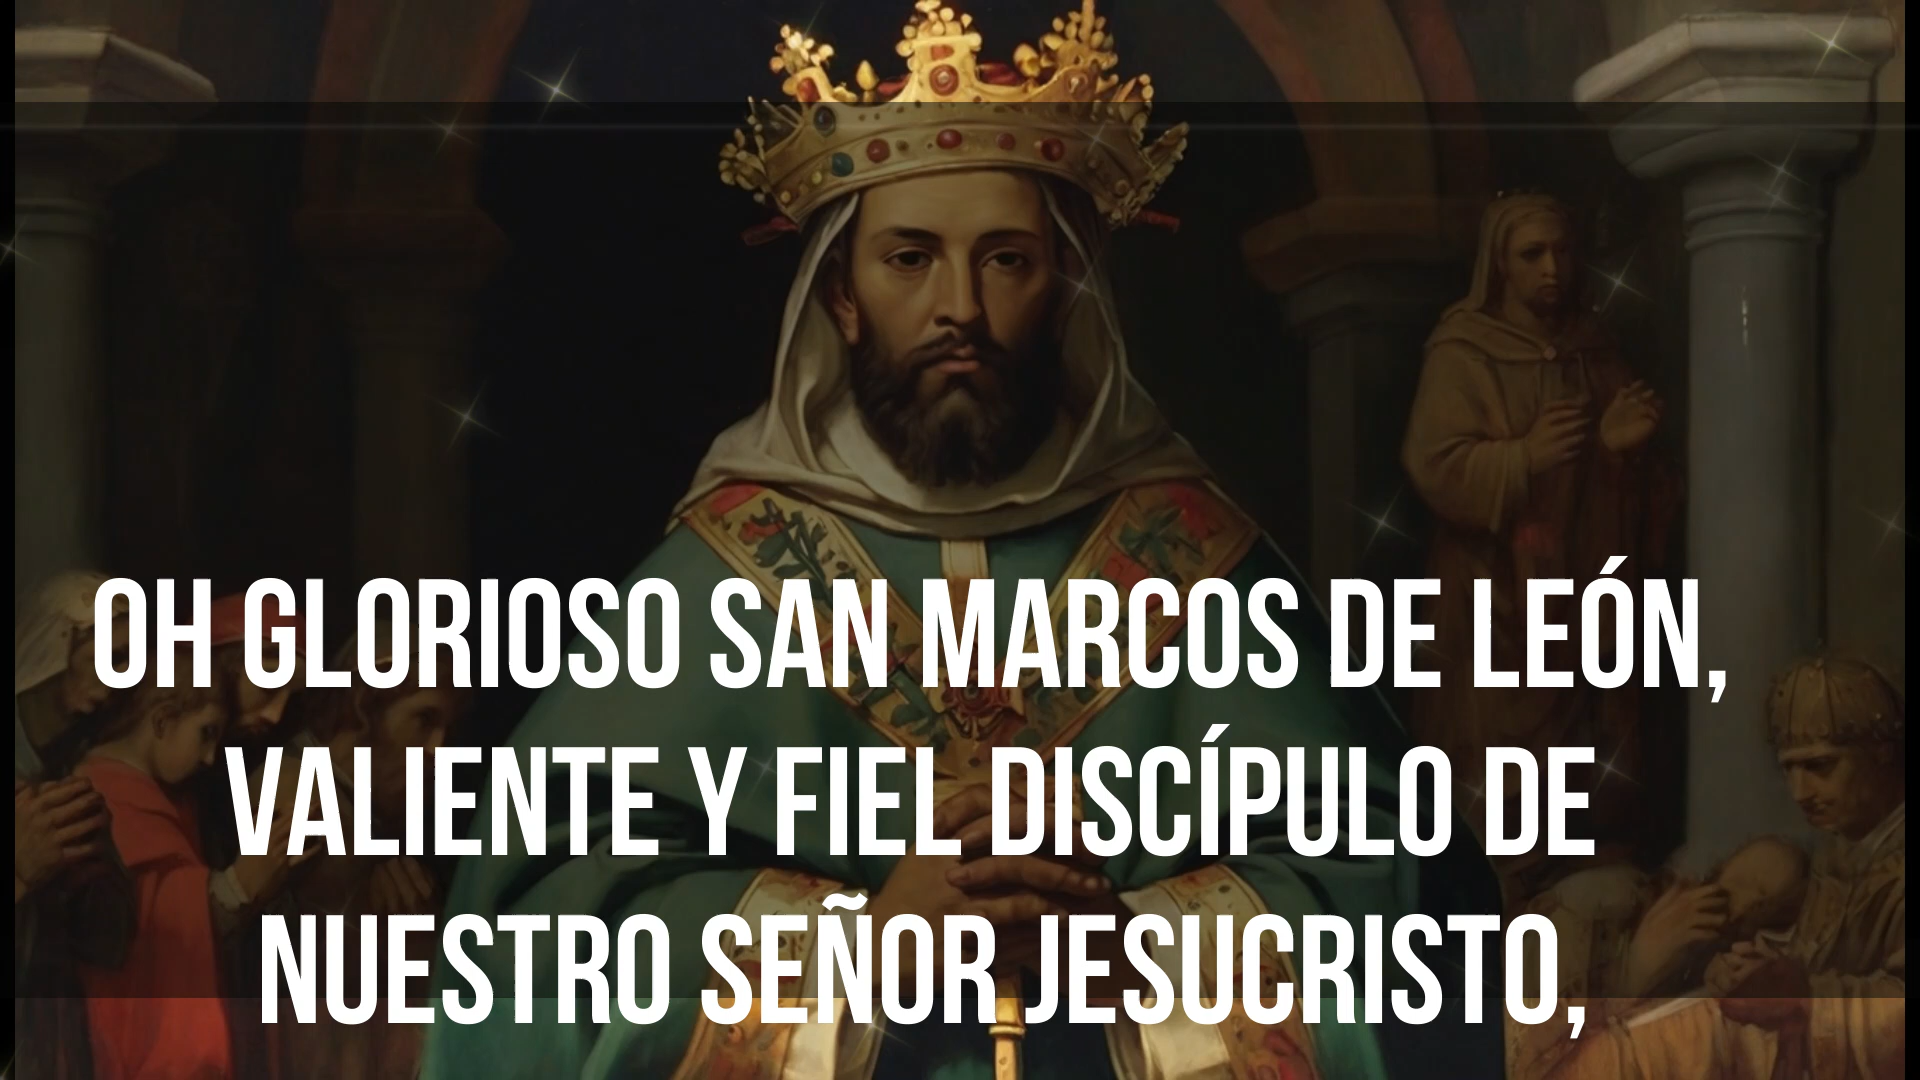 OH GLORIOSO SAN MARCOS DE LEÓN,
VALIENTE Y FIEL DISCÍPULO DE
NUESTRO SEÑOR JESUCRISTO,